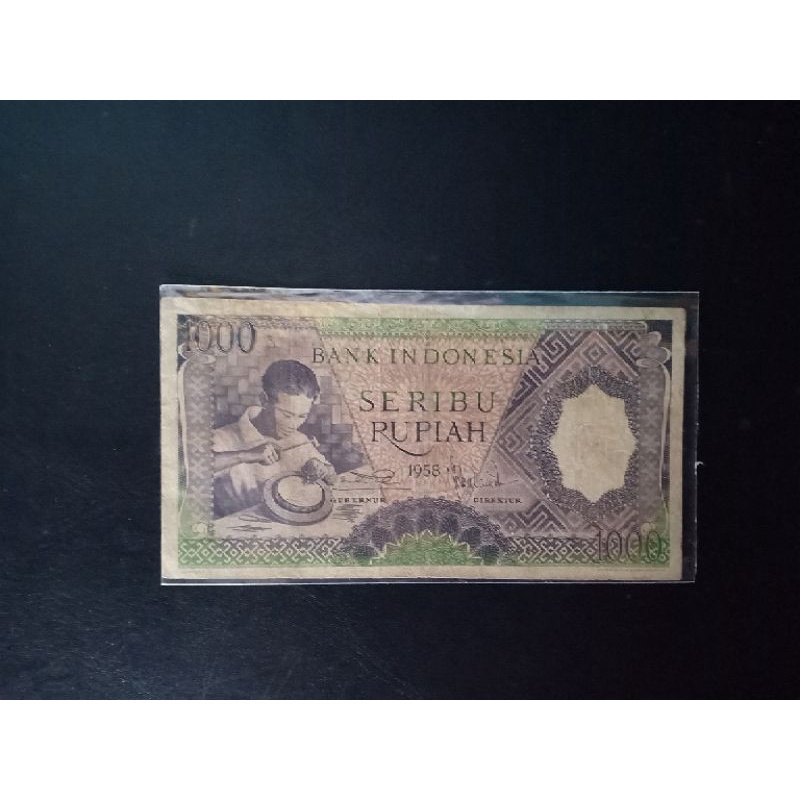 1000
BANK INDONESIA
SERIBU
RUPIAH
1958
GUBERNUR DIREKTUR
1000